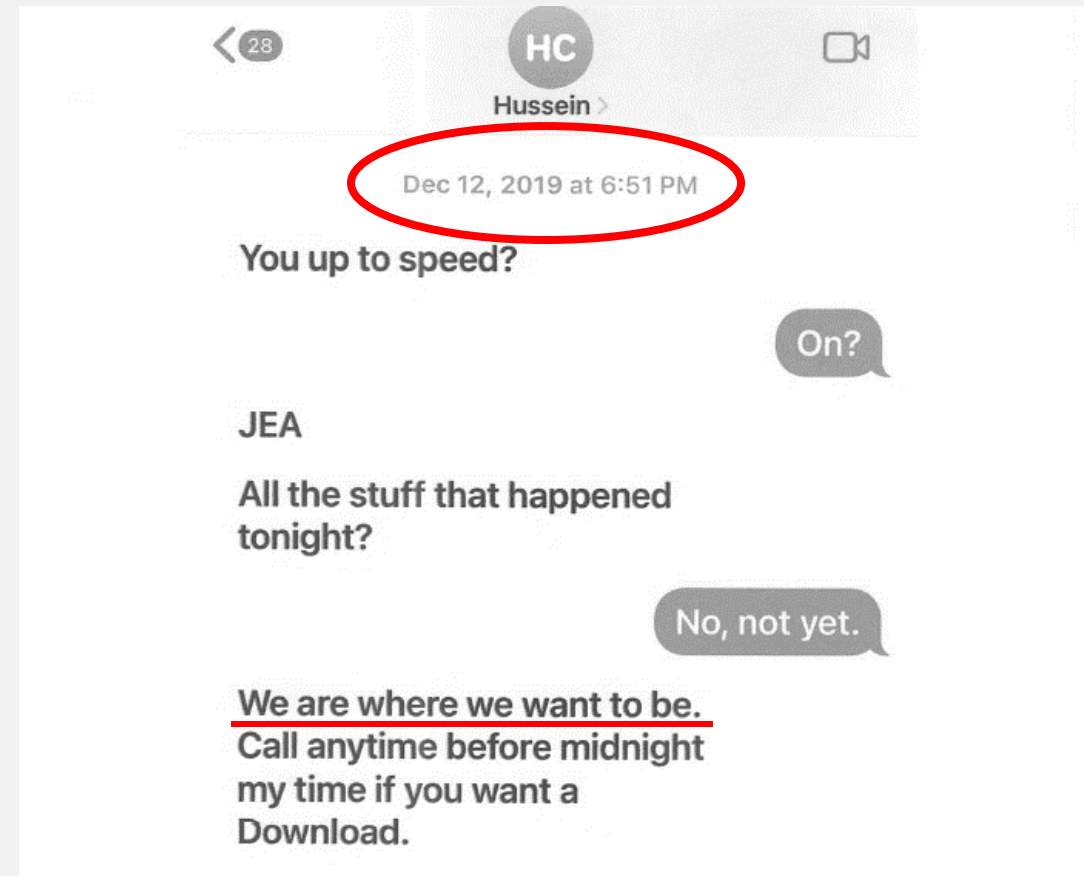 28
HC
Hussein
Dec 12, 2019 at 6:51 PM
You up to speed?
On?
JEA
All the stuff that happened
tonight?
No, not yet.
We are where we want to be.
Call anytime before midnight
my time if you want a
Download.